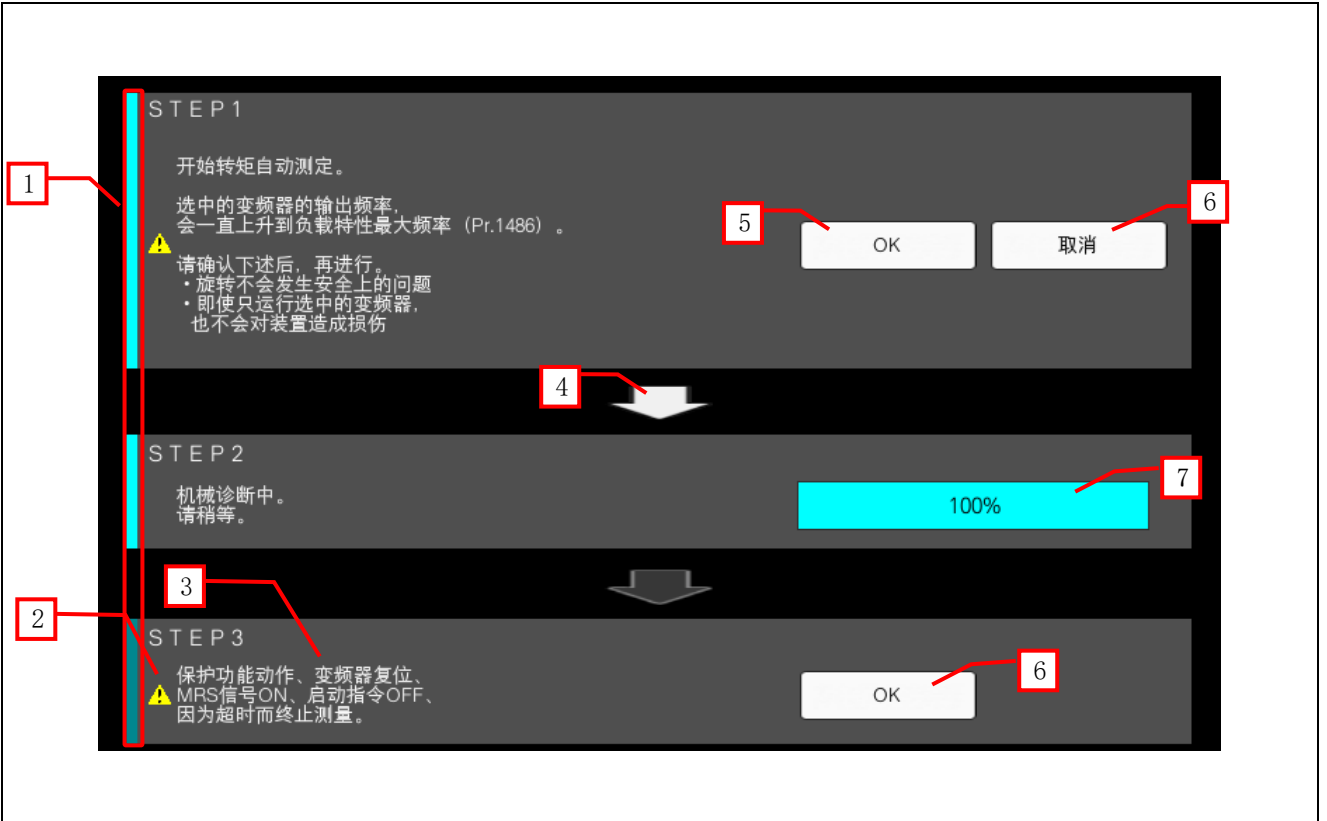 STEP1
开始转矩自动测定。
1
6
选中的变频器的输出频率,
会一直上升到负载特性最大频率（Pr.1486）。
5
OK
取消
请确认下述后, 再进行。
・旋转不会发生安全上的问题
・即使只运行选中的变频器,
也不会对装置造成损伤
4
STEP2
机械诊断中。
请稍等。
7
100%
3
2
STEP3
保护功能动作、变频器复位、
MRS信号ON、启动指令OFF、
因为超时而终止测量。
6
OK